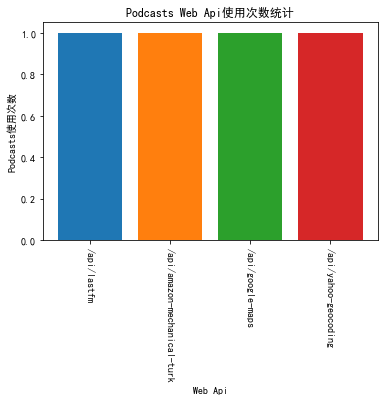 Podcasts Web Api使用次数统计
Podcasts使用次数
1.0
0.8
0.6
0.4
0.2
0.0
/api/lastfm
/api/amazon-mechanical-turk
/api/google-maps
/api/yahoo-geocoding
Web Api